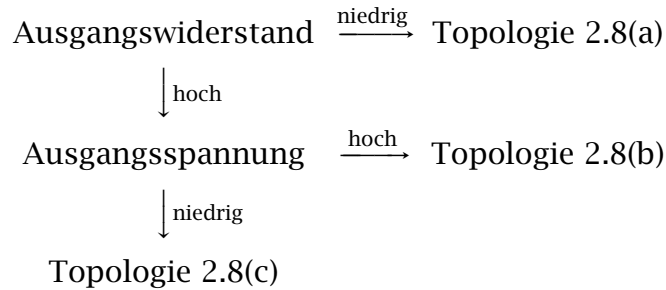 Ausgangswiderstand niedrig Topologie 2.8(a)
hoch
Ausgangsspannung hoch Topologie 2.8(b)
niedrig
Topologie 2.8(c)